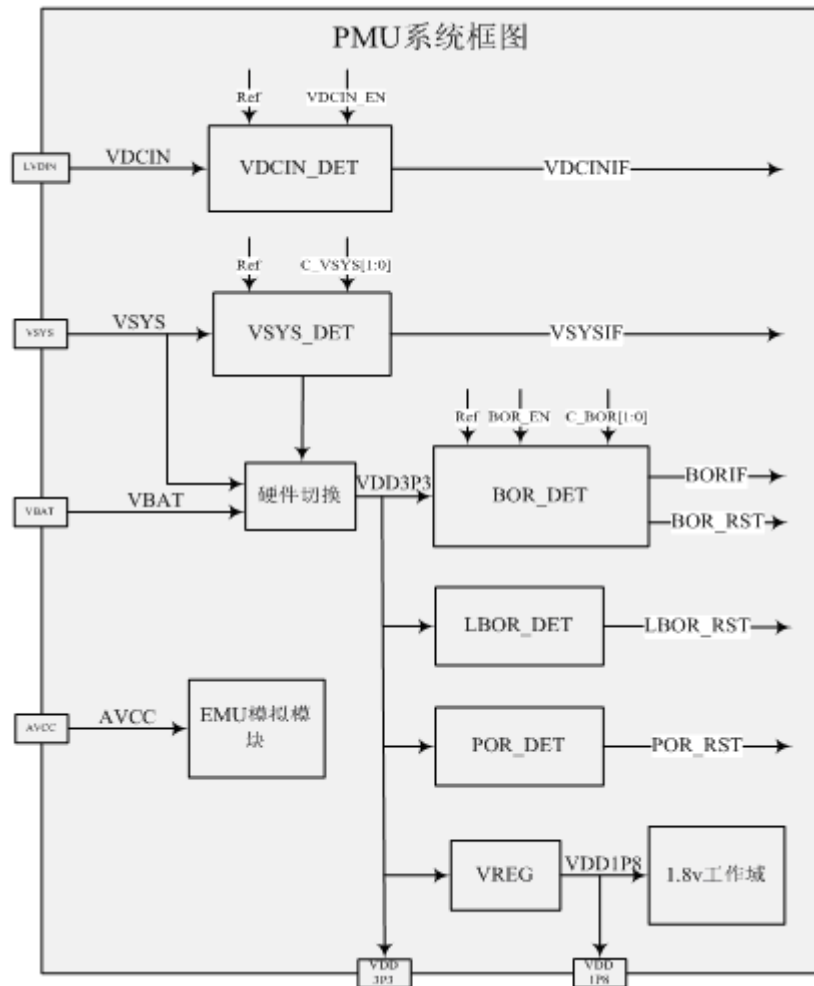 PMU系统框图
Ref
VDCIN_EN
LVDIN
VDCIN
VDCIN_DET
VDCINIF
Ref
C_VSYS[1:0]
VSYS
VSYS
VSYS_DET
VSYSIF
Ref
BOR_EN
C_BOR[1:0]
VBAT
VBAT
硬件切换
VDD3P3
BOR_DET
BORIF
BOR_RST
LBOR_DET
LBOR_RST
AVCC
AVCC
EMU模拟模
块
POR_DET
POR_RST
VREG
VDD1P8
1.8v工作域
VDD
3P3
VDD
1P8